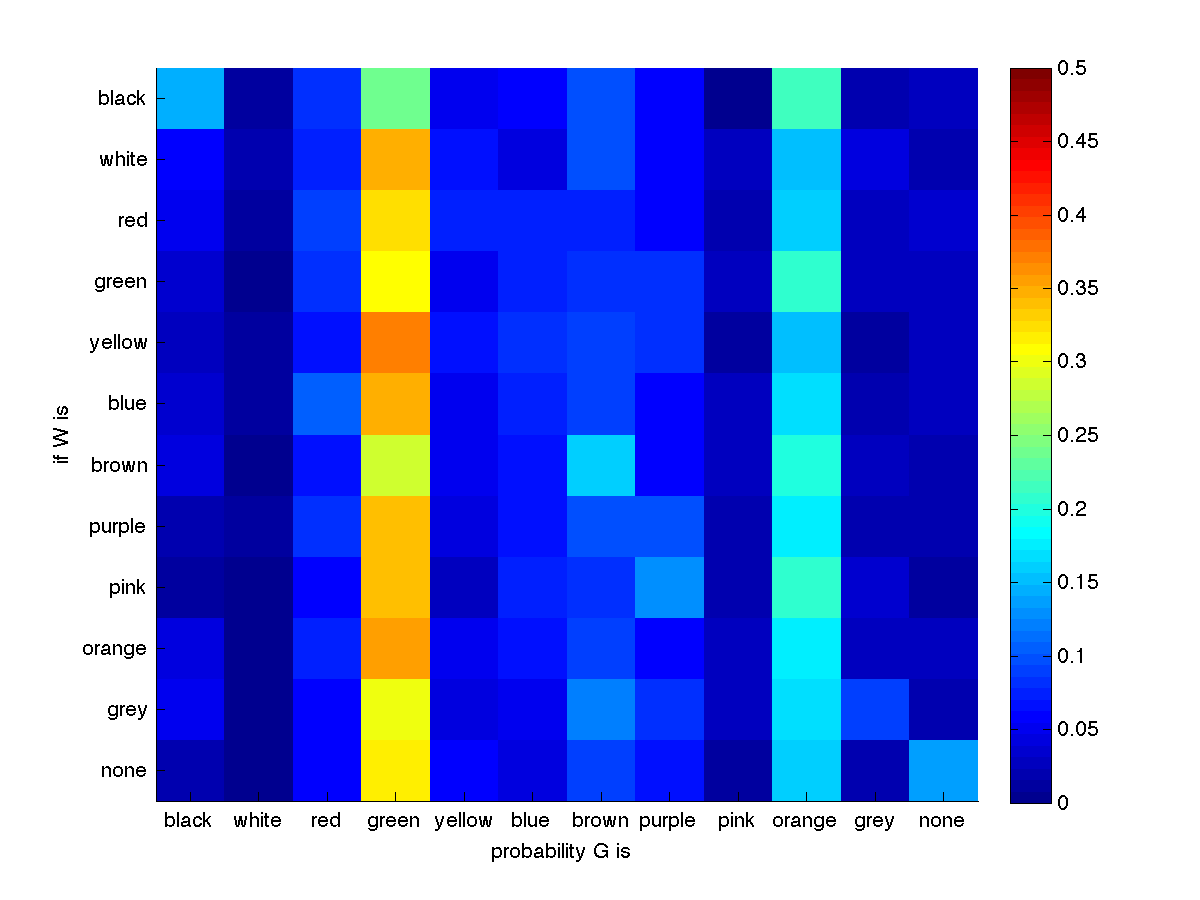 black
white
red
green
yellow
blue
brown
purple
pink
orange
grey
none
if W is
black white red green yellow blue brown purple pink orange grey none
probability G is
0.5
0.45
0.4
0.35
0.3
0.25
0.2
0.15
0.1
0.05
0